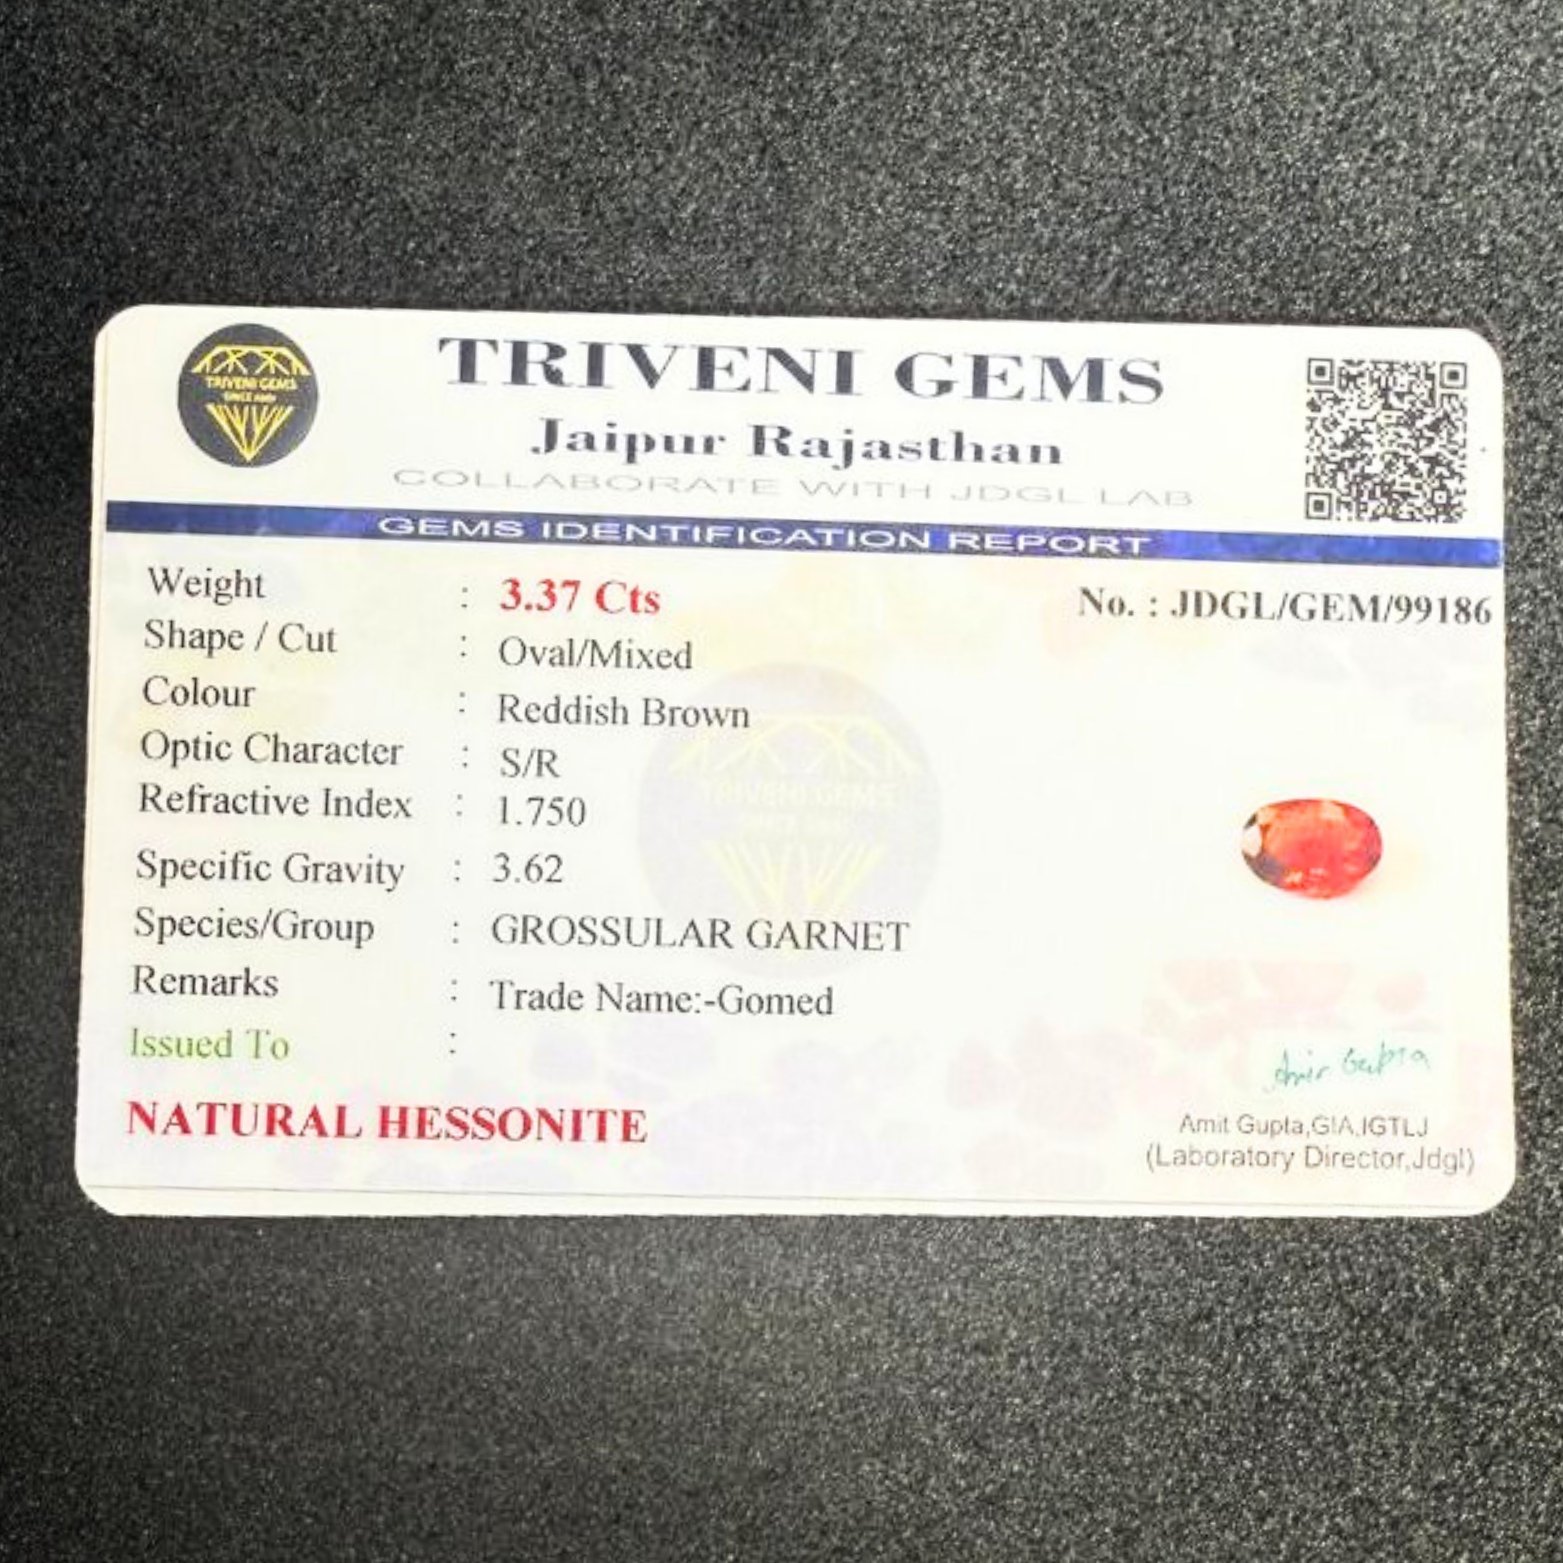 TRIVENI GEMS
TRIVENI GEMS
Jaipur Rajasthan
COLLABORATE WITH JDGL LAB
GEMS IDENTIFICATION REPORT
Weight : 3.37 Cts
No. : JDGL/GEM/99186
Shape / Cut : Oval/Mixed
Colour : Reddish Brown
Optic Character : S/R
Refractive Index : 1.750
Specific Gravity : 3.62
Species/Group : GROSSULAR GARNET
Remarks : Trade Name:-Gomed
Issued To :
NATURAL HESSONITE
Amit Gupta,GIA,IGTLJ
(Laboratory Director,Jdgl)